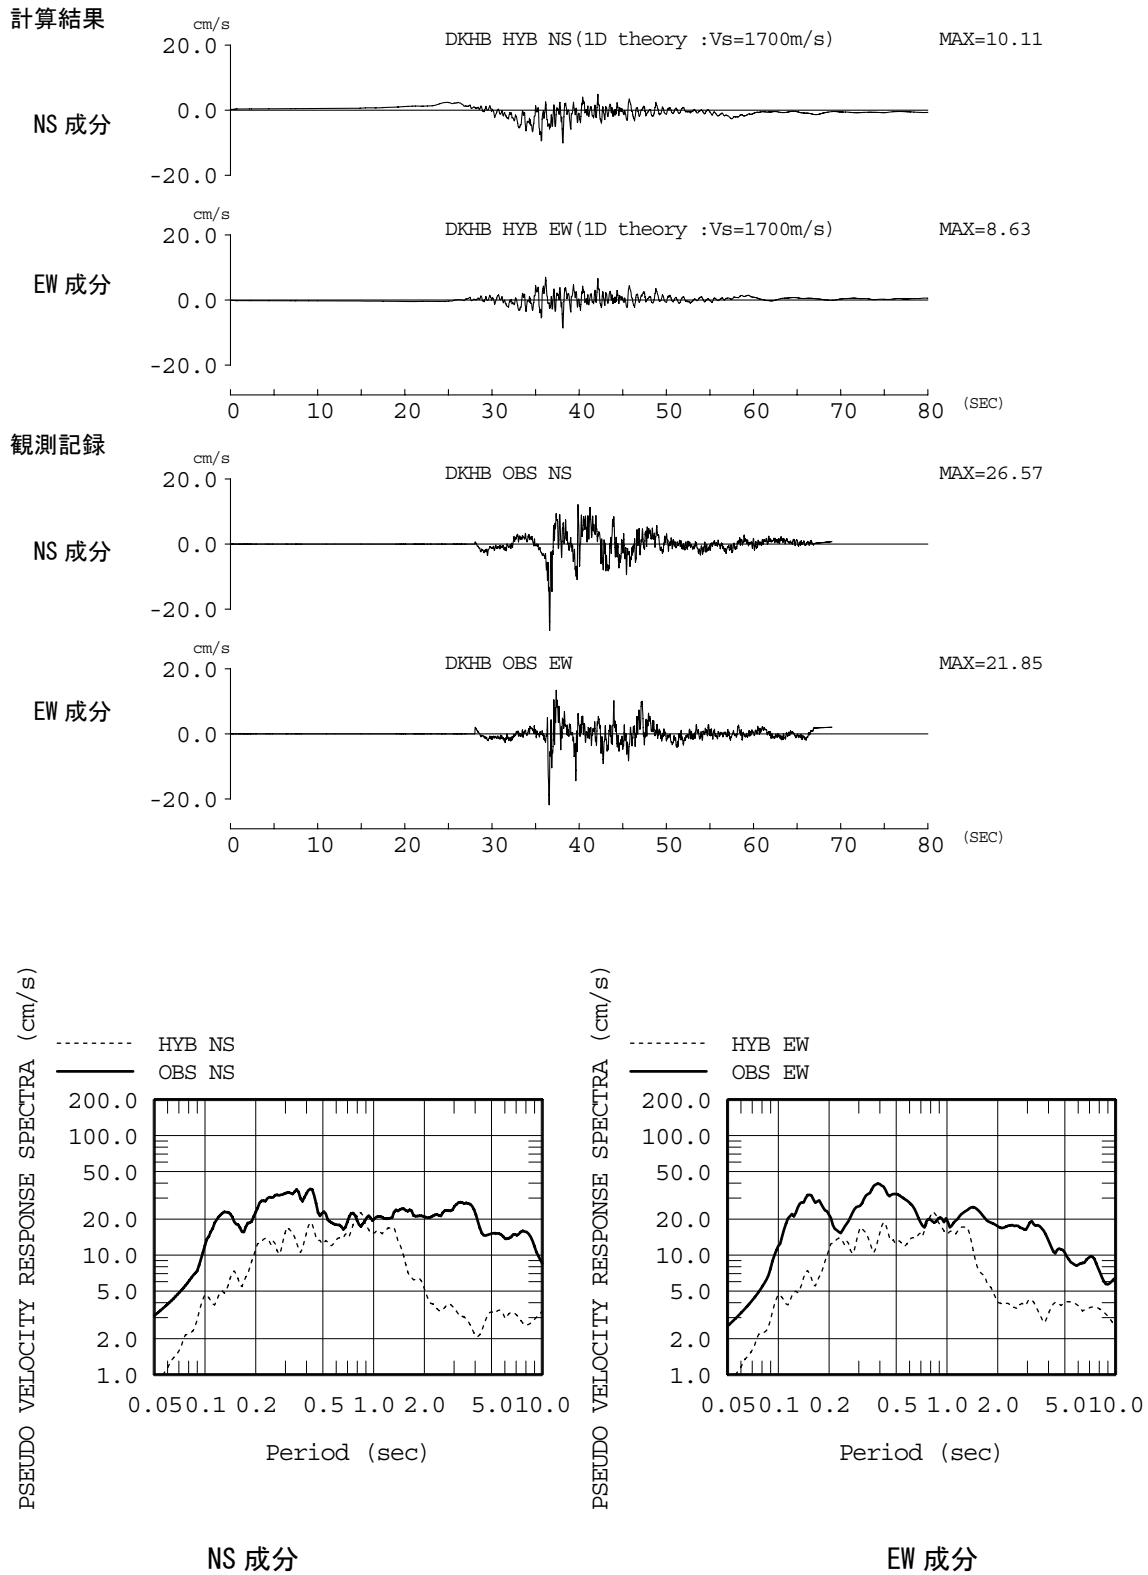 計算結果
cm/s
DKHB HYB NS(1D theory :Vs=1700m/s) MAX=10.11
20.0
0.0
NS 成分
-20.0
cm/s
DKHB HYB EW(1D theory :Vs=1700m/s) MAX=8.63
20.0
EW 成分
0.0
-20.0
0 10 20 30 40 50 60 70 80 (SEC)
観測記録
cm/s
DKHB OBS NS MAX=26.57
20.0
NS 成分
0.0
-20.0
cm/s
DKHB OBS EW MAX=21.85
20.0
EW 成分
0.0
-20.0
0 10 20 30 40 50 60 70 80 (SEC)
PSEUDO VELOCITY RESPONSE SPECTRA (cm/s)
HYB NS
OBS NS
200.0
100.0
50.0
20.0
10.0
5.0
2.0
1.0
0.050.1 0.2 0.5 1.0 2.0 5.010.0
Period (sec)
NS 成分
PSEUDO VELOCITY RESPONSE SPECTRA (cm/s)
HYB EW
OBS EW
200.0
100.0
50.0
20.0
10.0
5.0
2.0
1.0
0.050.1 0.2 0.5 1.0 2.0 5.010.0
Period (sec)
EW 成分